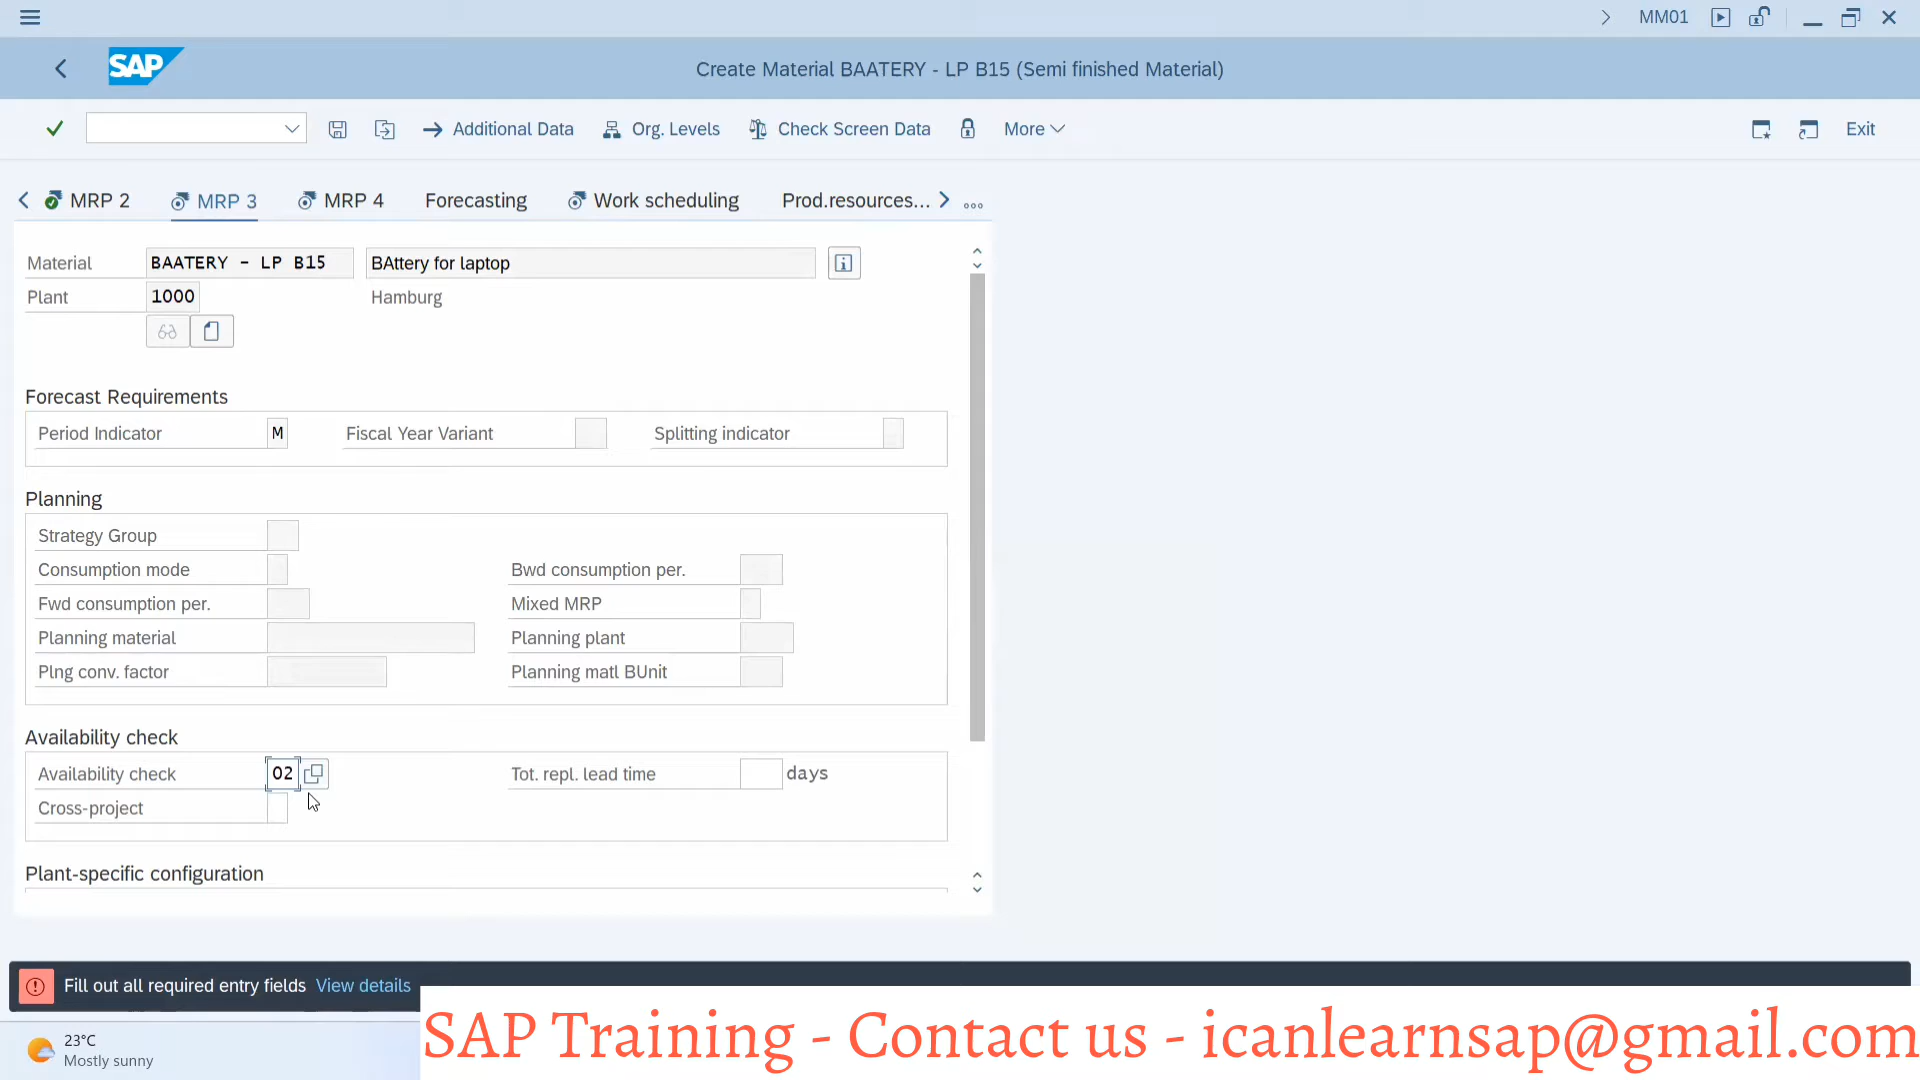 MM01
SAP
Create Material BAATERY - LP B15 (Semi finished Material)
Additional Data
Org. Levels
Check Screen Data
More
Exit
MRP 2
MRP 3
MRP 4
Forecasting
Work scheduling
Prod.resources...
Material BAATERY - LP B15 BAttery for laptop
Plant 1000 Hamburg
Forecast Requirements
Period Indicator M Fiscal Year Variant Splitting indicator
Planning
Strategy Group
Consumption mode Bwd consumption per.
Fwd consumption per. Mixed MRP
Planning material Planning plant
Plng conv. factor Planning matl BUnit
Availability check
Availability check 02 Tot. repl. lead time days
Cross-project
Plant-specific configuration
Fill out all required entry fields View details
SAP Training - Contact us - icanlearnsap@gmail.com
23°C
Mostly sunny